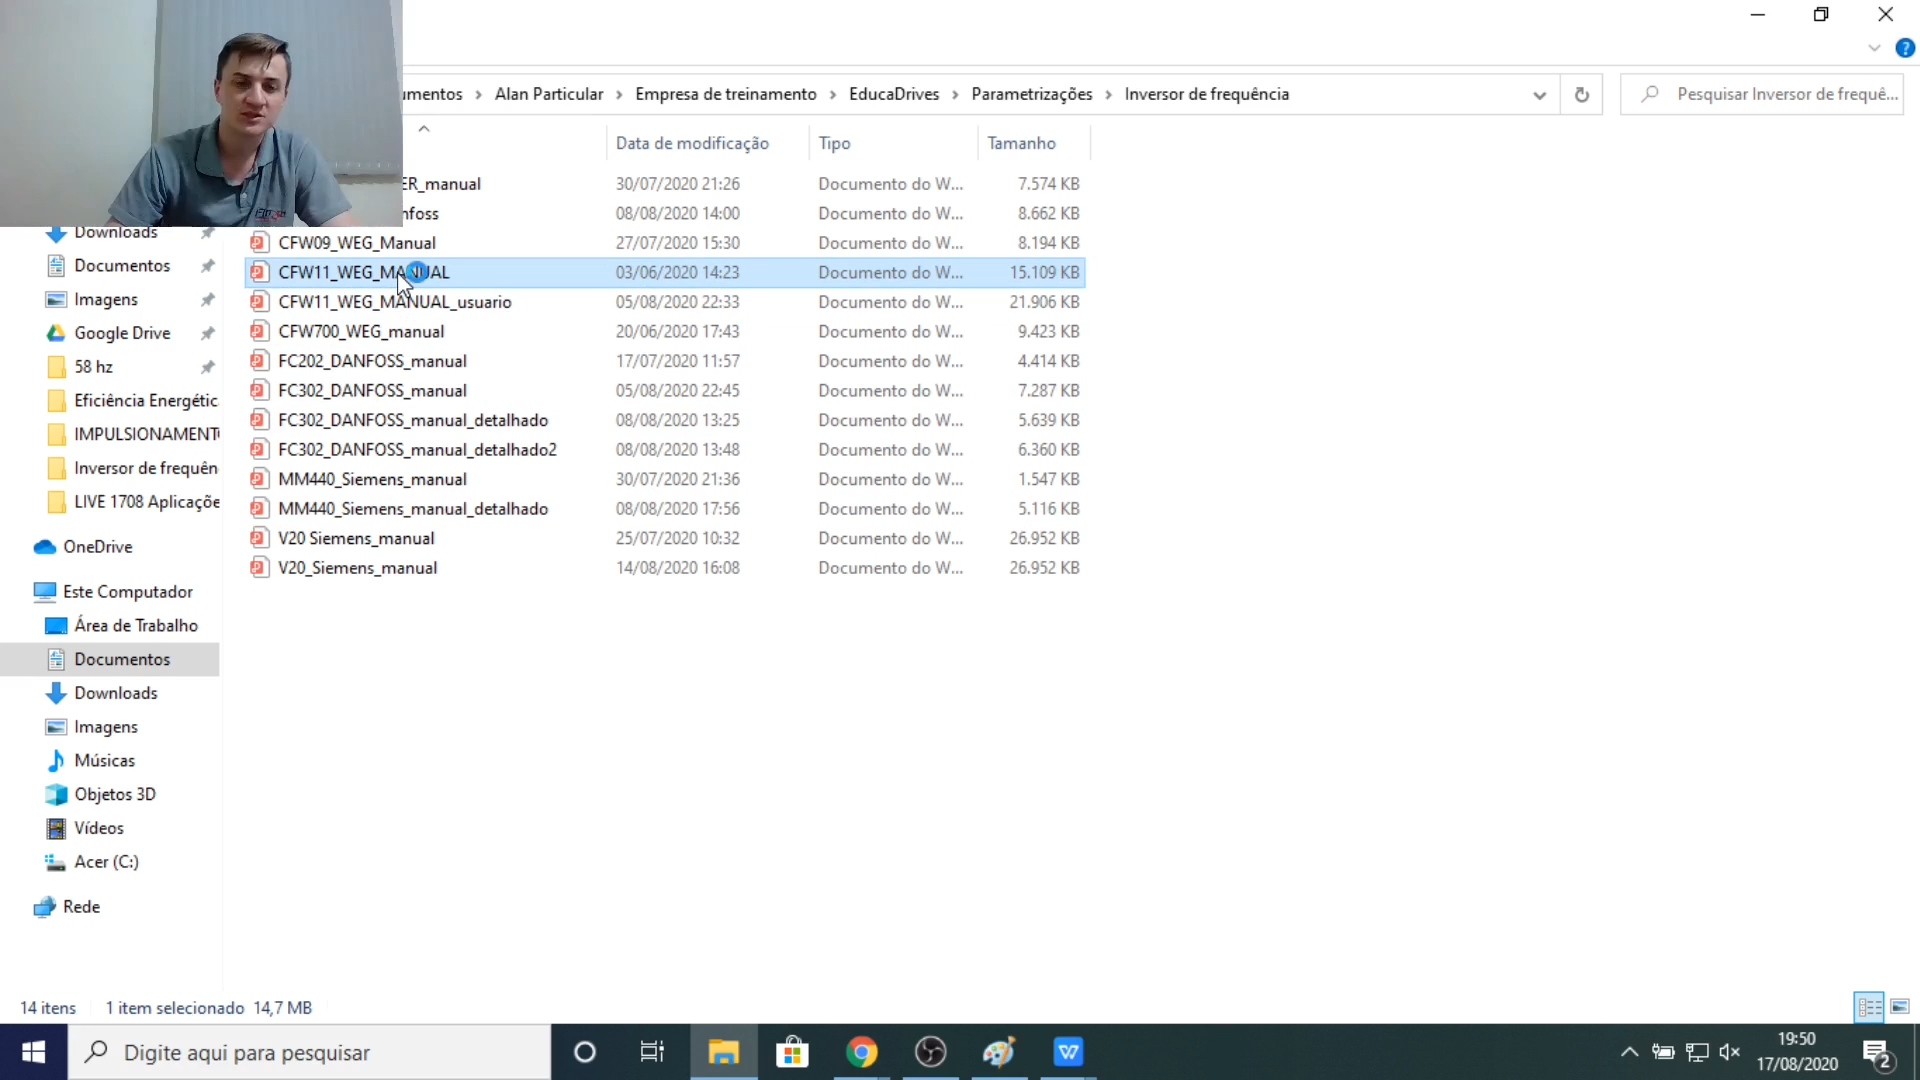 umentos > Alan Particular > Empresa de treinamento > EducaDrives > Parametrizações > Inversor de frequência
Pesquisar Inversor de frequê...
Data de modificação Tipo Tamanho
ER_manual 30/07/2020 21:26 Documento do W... 7.574 KB
nfoss 08/08/2020 14:00 Documento do W... 8.662 KB
CFW09_WEG_Manual 27/07/2020 15:30 Documento do W... 8.194 KB
CFW11_WEG_MANUAL 03/06/2020 14:23 Documento do W... 15.109 KB
CFW11_WEG_MANUAL_usuario 05/08/2020 22:33 Documento do W... 21.906 KB
CFW700_WEG_manual 20/06/2020 17:43 Documento do W... 9.423 KB
FC202_DANFOSS_manual 17/07/2020 11:57 Documento do W... 4.414 KB
FC302_DANFOSS_manual 05/08/2020 22:45 Documento do W... 7.287 KB
FC302_DANFOSS_manual_detalhado 08/08/2020 13:25 Documento do W... 5.639 KB
FC302_DANFOSS_manual_detalhado2 08/08/2020 13:48 Documento do W... 6.360 KB
MM440_Siemens_manual 30/07/2020 21:36 Documento do W... 1.547 KB
MM440_Siemens_manual_detalhado 08/08/2020 17:56 Documento do W... 5.116 KB
V20 Siemens_manual 25/07/2020 10:32 Documento do W... 26.952 KB
V20_Siemens_manual 14/08/2020 16:08 Documento do W... 26.952 KB
Downloads
Documentos
Imagens
Google Drive
58 hz
Eficiência Energétic
IMPULSIONAMENT
Inversor de frequên
LIVE 1708 Aplicaçõe
OneDrive
Este Computador
Área de Trabalho
Documentos
Downloads
Imagens
Músicas
Objetos 3D
Vídeos
Acer (C:)
Rede
14 itens 1 item selecionado 14,7 MB
Digite aqui para pesquisar
19:50
17/08/2020
2